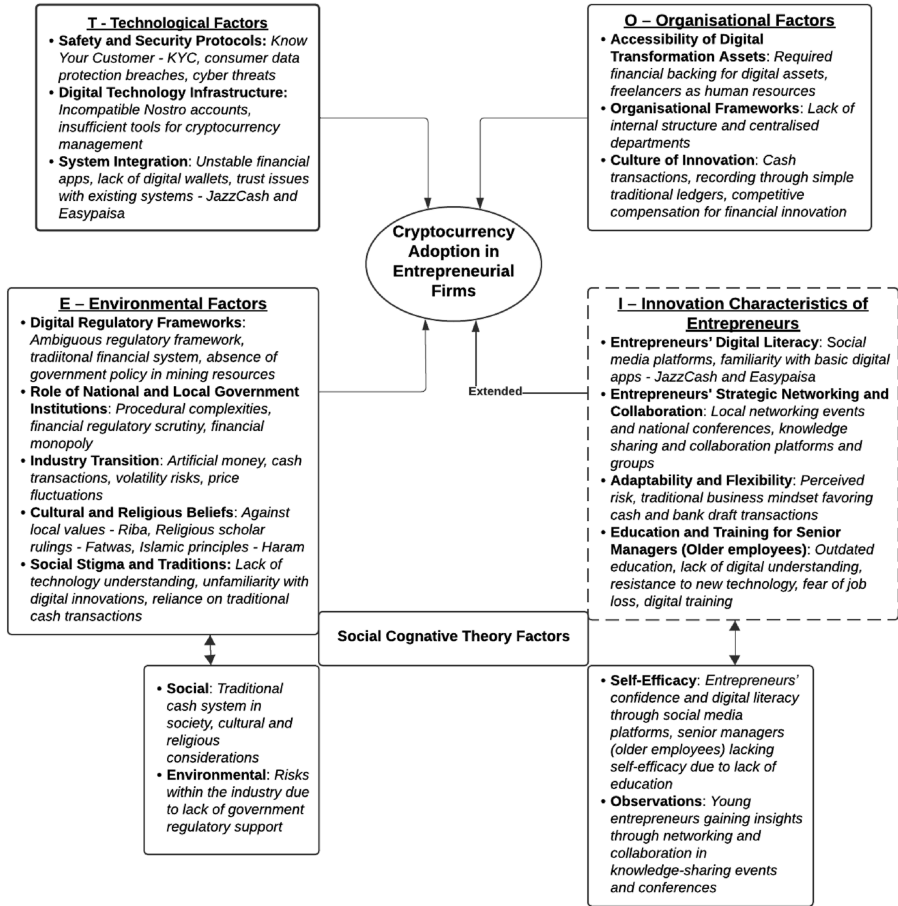 T - Technological Factors
• Safety and Security Protocols: Know
Your Customer - KYC, consumer data
protection breaches, cyber threats
• Digital Technology Infrastructure:
Incompatible Nostro accounts,
insufficient tools for cryptocurrency
management
• System Integration: Unstable financial
apps, lack of digital wallets, trust issues
with existing systems - JazzCash and
Easypaisa
O – Organisational Factors
• Accessibility of Digital
Transformation Assets: Required
financial backing for digital assets,
freelancers as human resources
• Organisational Frameworks: Lack of
internal structure and centralised
departments
• Culture of Innovation: Cash
transactions, recording through simple
traditional ledgers, competitive
compensation for financial innovation
Cryptocurrency
Adoption in
Entrepreneurial
Firms
E – Environmental Factors
• Digital Regulatory Frameworks:
Ambiguous regulatory framework,
tradiitonal financial system, absence of
government policy in mining resources
• Role of National and Local Government
Institutions: Procedural complexities,
financial regulatory scrutiny, financial
monopoly
• Industry Transition: Artificial money, cash
transactions, volatility risks, price
fluctuations
• Cultural and Religious Beliefs: Against
local values - Riba, Religious scholar
rulings - Fatwas, Islamic principles - Haram
• Social Stigma and Traditions: Lack of
technology understanding, unfamiliarity with
digital innovations, reliance on traditional
cash transactions
Extended
I – Innovation Characteristics of
Entrepreneurs
• Entrepreneurs' Digital Literacy: Social
media platforms, familiarity with basic digital
apps - JazzCash and Easypaisa
• Entrepreneurs' Strategic Networking and
Collaboration: Local networking events
and national conferences, knowledge
sharing and collaboration platforms and
groups
• Adaptability and Flexibility: Perceived
risk, traditional business mindset favoring
cash and bank draft transactions
• Education and Training for Senior
Managers (Older employees): Outdated
education, lack of digital understanding,
resistance to new technology, fear of job
loss, digital training
Social Cognitive Theory Factors
• Social: Traditional
cash system in
society, cultural and
religious
considerations
• Environmental: Risks
within the industry due
to lack of government
regulatory support
• Self-Efficacy: Entrepreneurs'
confidence and digital literacy
through social media
platforms, senior managers
(older employees) lacking
self-efficacy due to lack of
education
• Observations: Young
entrepreneurs gaining insights
through networking and
collaboration in
knowledge-sharing events
and conferences